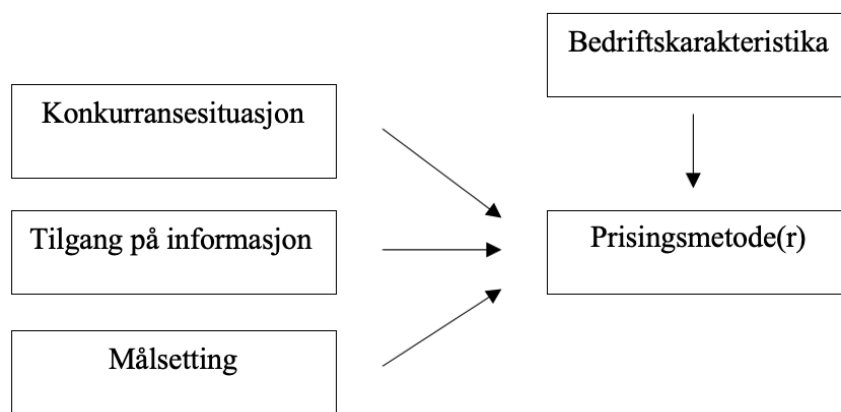 Bedriftskarakteristika
Konkurransesituasjon
Tilgang på informasjon
Prisingsmetode(r)
Målsetting